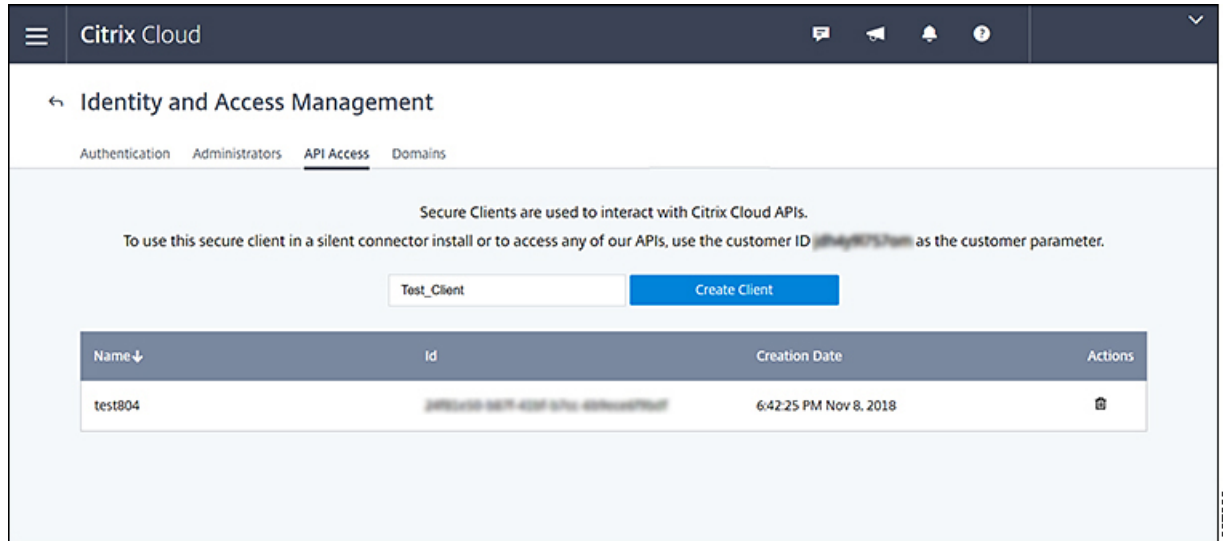 Citrix Cloud
Identity and Access Management
Authentication Administrators API Access Domains
Secure Clients are used to interact with Citrix Cloud APIs.
To use this secure client in a silent connector install or to access any of our APIs, use the customer ID as the customer parameter.
Test_Client Create Client
Name Id Creation Date Actions
test804 6:42:25 PM Nov 8, 2018